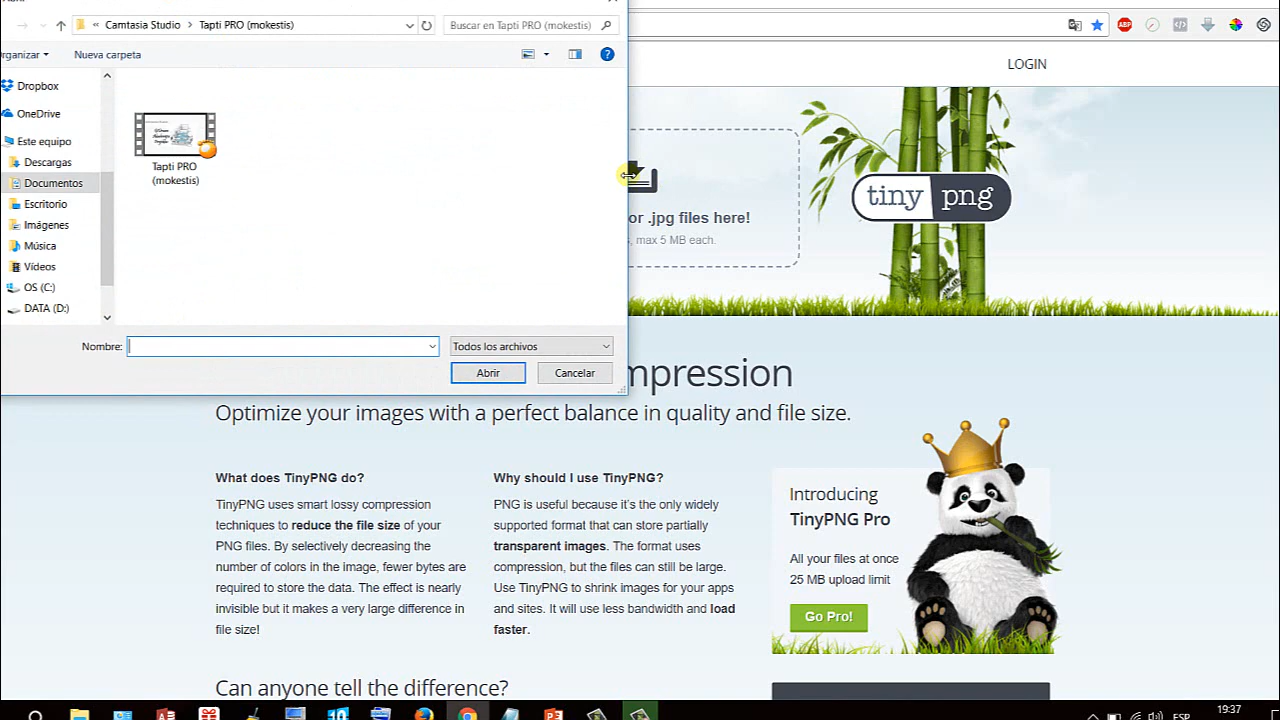 « Camtasia Studio > Tapti PRO (mokestis)
Buscar en Tapti PRO (mokestis)
ABP
rganizar
Nueva carpeta
?
LOGIN
Dropbox
OneDrive
Este equipo
Descargas
Documentos
Escritorio
Imágenes
Música
Vídeos
OS (C:)
DATA (D:)
Tapti PRO
(mokestis)
or .jpg files here!
max 5 MB each.
tiny png
Nombre:
Todos los archivos
Abrir
Cancelar
mpression
Optimize your images with a perfect balance in quality and file size.
What does TinyPNG do?
TinyPNG uses smart lossy compression
techniques to reduce the file size of your
PNG files. By selectively decreasing the
number of colors in the image, fewer bytes are
required to store the data. The effect is nearly
invisible but it makes a very large difference in
file size!
Why should I use TinyPNG?
PNG is useful because it's the only widely
supported format that can store partially
transparent images. The format uses
compression, but the files can still be large.
Use TinyPNG to shrink images for your apps
and sites. It will use less bandwidth and load
faster.
Introducing
TinyPNG Pro
All your files at once
25 MB upload limit
Go Pro!
Can anyone tell the difference?
ESP
19:37